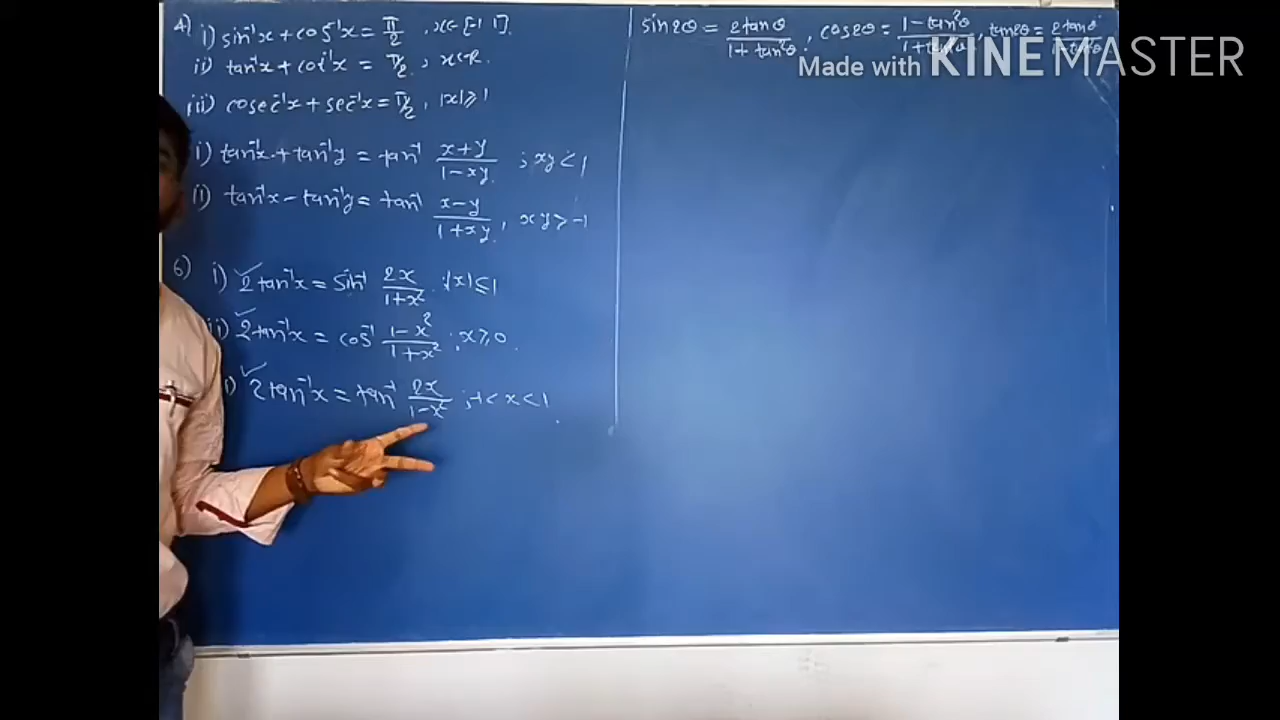 4) i) sin⁻¹x + cos⁻¹x = π/2 , x∈[-1 1].
ii) tan⁻¹x + cot⁻¹x = π/2 , x∈R.
iii) cosec⁻¹x + sec⁻¹x = π/2 , |x| ≥ 1
i) tan⁻¹x + tan⁻¹y = tan⁻¹ (x+y)/(1-xy) ; xy < 1
ii) tan⁻¹x - tan⁻¹y = tan⁻¹ (x-y)/(1+xy) , xy > -1
6) i) 2tan⁻¹x = sin⁻¹ 2x/(1+x²) , |x| ≤ 1
ii) 2tan⁻¹x = cos⁻¹ (1-x²)/(1+x²) ; x ≥ 0.
i) 2tan⁻¹x = tan⁻¹ 2x/(1-x²) ; -1 < x < 1
sin2θ = 2tanθ/(1+tan²θ) , cos2θ = (1-tan²θ)/(1+tan²θ) , tan2θ = 2tanθ/(1-tan²θ)
Made with KINEMASTER